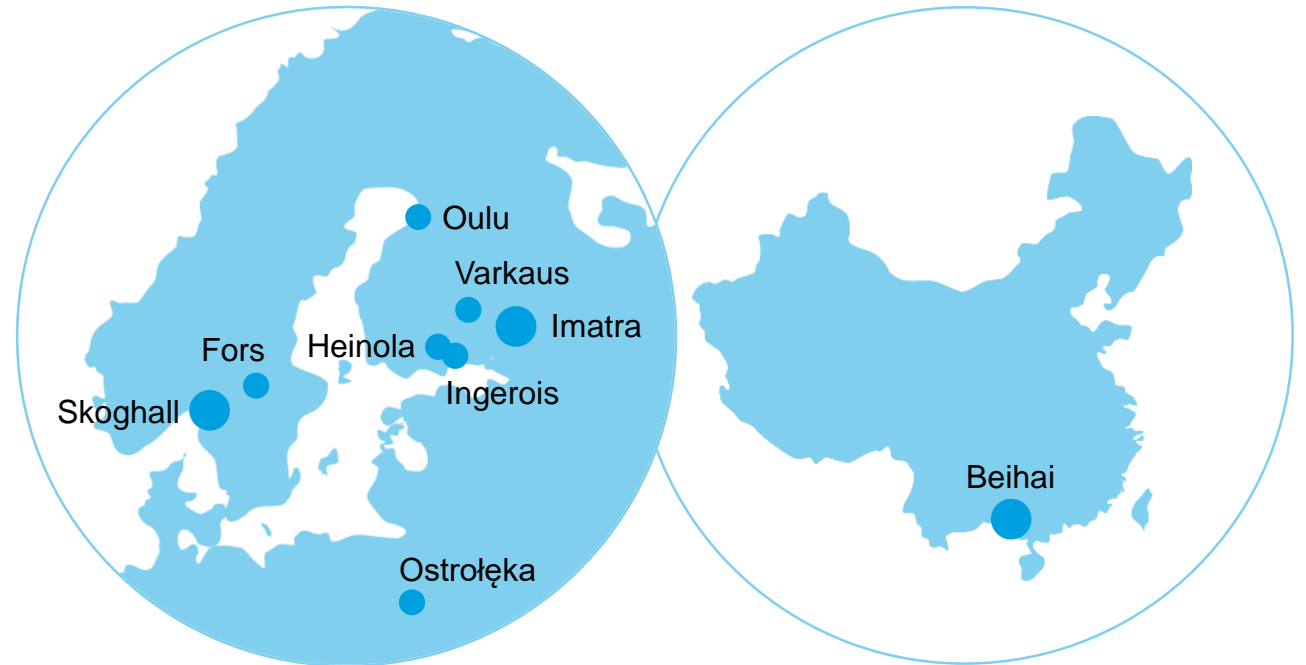 Oulu
Varkaus
Imatra
Heinola
Fors
Ingerois
Skoghall
Beihai
Ostrołęka